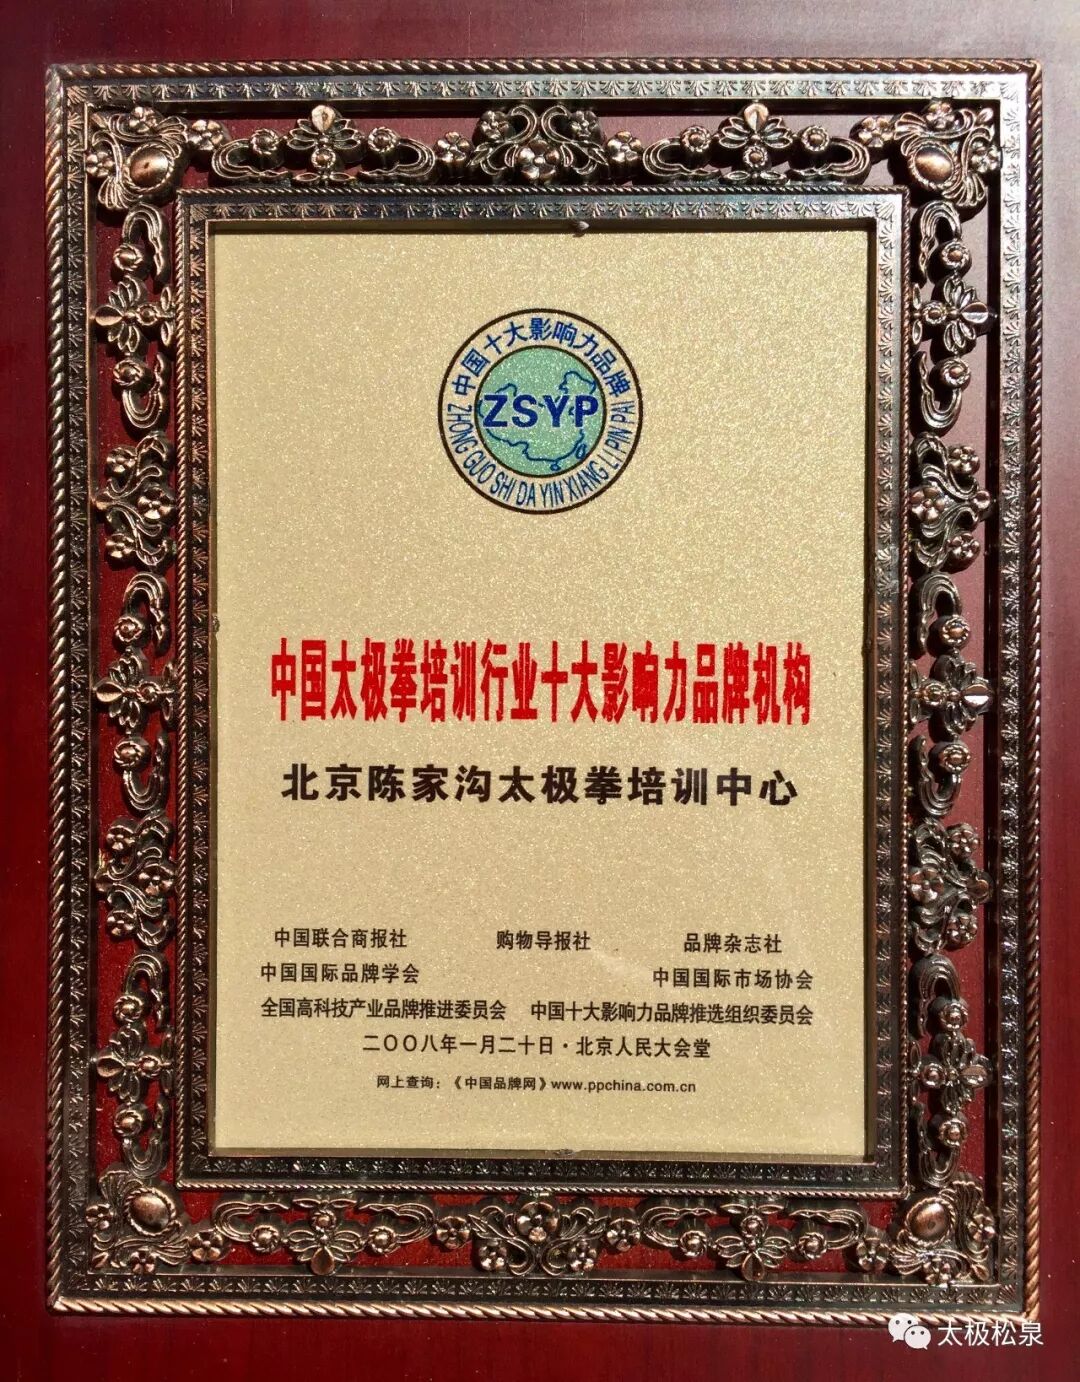 中国十大影响力品牌
ZSYP
ZHONG GUO SHI DA YIN XIANG LI PIN PAI
中国太极拳培训行业十大影响力品牌机构
北京陈家沟太极拳培训中心
中国联合商报社 购物导报社 品牌杂志社
中国国际品牌学会 中国国际市场协会
全国高科技产业品牌推进委员会 中国十大影响力品牌推选组织委员会
二〇〇八年一月二十日·北京人民大会堂
网上查询：《中国品牌网》www.ppchina.com.cn
太极松泉